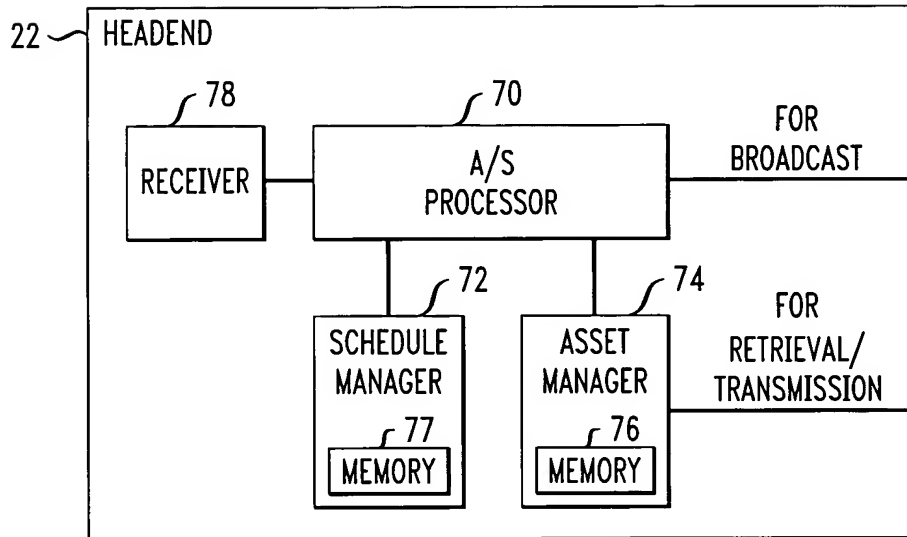 22
HEADEND
78
70
RECEIVER
A/S
PROCESSOR
FOR
BROADCAST
72
74
SCHEDULE
MANAGER
77
MEMORY
ASSET
MANAGER
76
MEMORY
FOR
RETRIEVAL/
TRANSMISSION